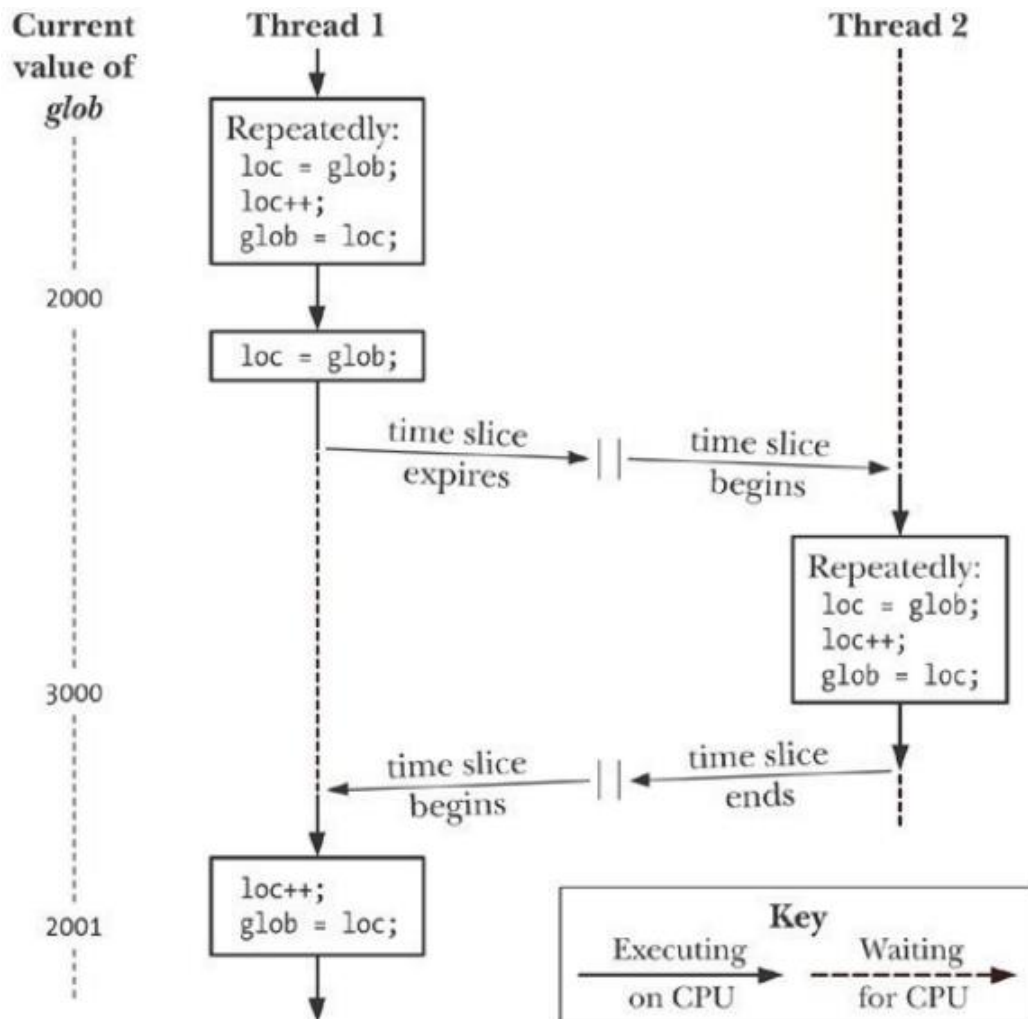 Current
value of
glob
Thread 1
Thread 2
Repeatedly:
loc = glob;
loc++;
glob = loc;
2000
loc = glob;
time slice
expires
time slice
begins
Repeatedly:
loc = glob;
loc++;
glob = loc;
3000
time slice
begins
time slice
ends
loc++;
glob = loc;
2001
Key
Executing
on CPU
Waiting
for CPU